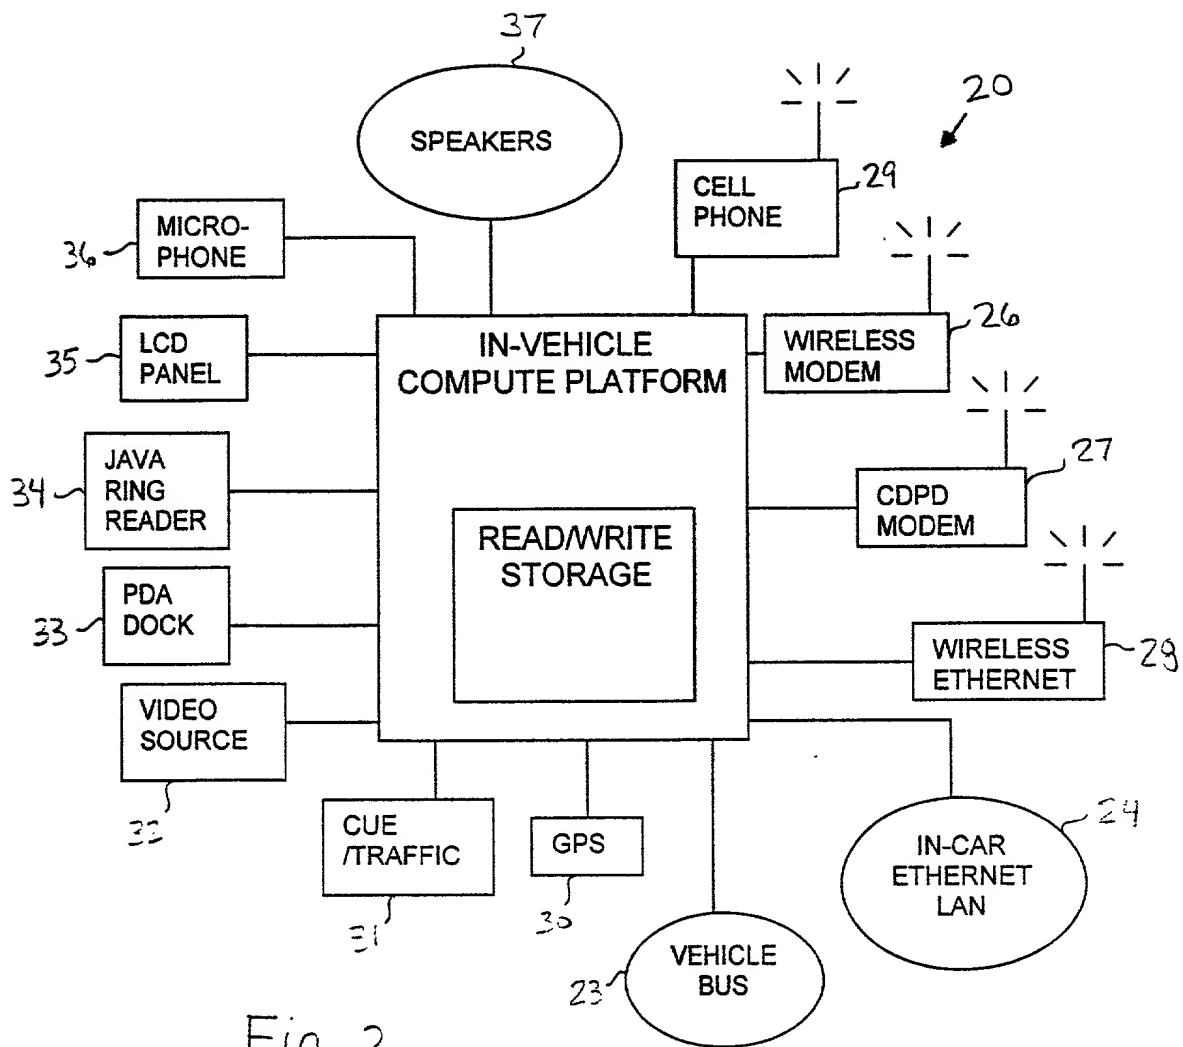 37
SPEAKERS
20
CELL
PHONE
29
MICRO-
PHONE
36
26
IN-VEHICLE
COMPUTE PLATFORM
WIRELESS
MODEM
LCD
PANEL
35
27
JAVA
RING
READER
34
CDPD
MODEM
READ/WRITE
STORAGE
PDA
DOCK
33
WIRELESS
ETHERNET
28
VIDEO
SOURCE
32
CUE
/TRAFFIC
31
GPS
30
24
IN-CAR
ETHERNET
LAN
VEHICLE
BUS
23
Fig. 2